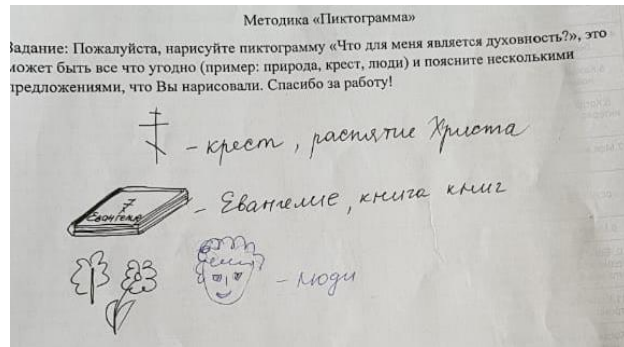 Методика «Пиктограмма»
Задание: Пожалуйста, нарисуйте пиктограмму «Что для меня является духовность?», это
может быть все что угодно (пример: природа, крест, люди) и поясните несколькими
предложениями, что Вы нарисовали. Спасибо за работу!
- крест, распятие Христа
Евангелие
- Евангелие, книга книг
- люди